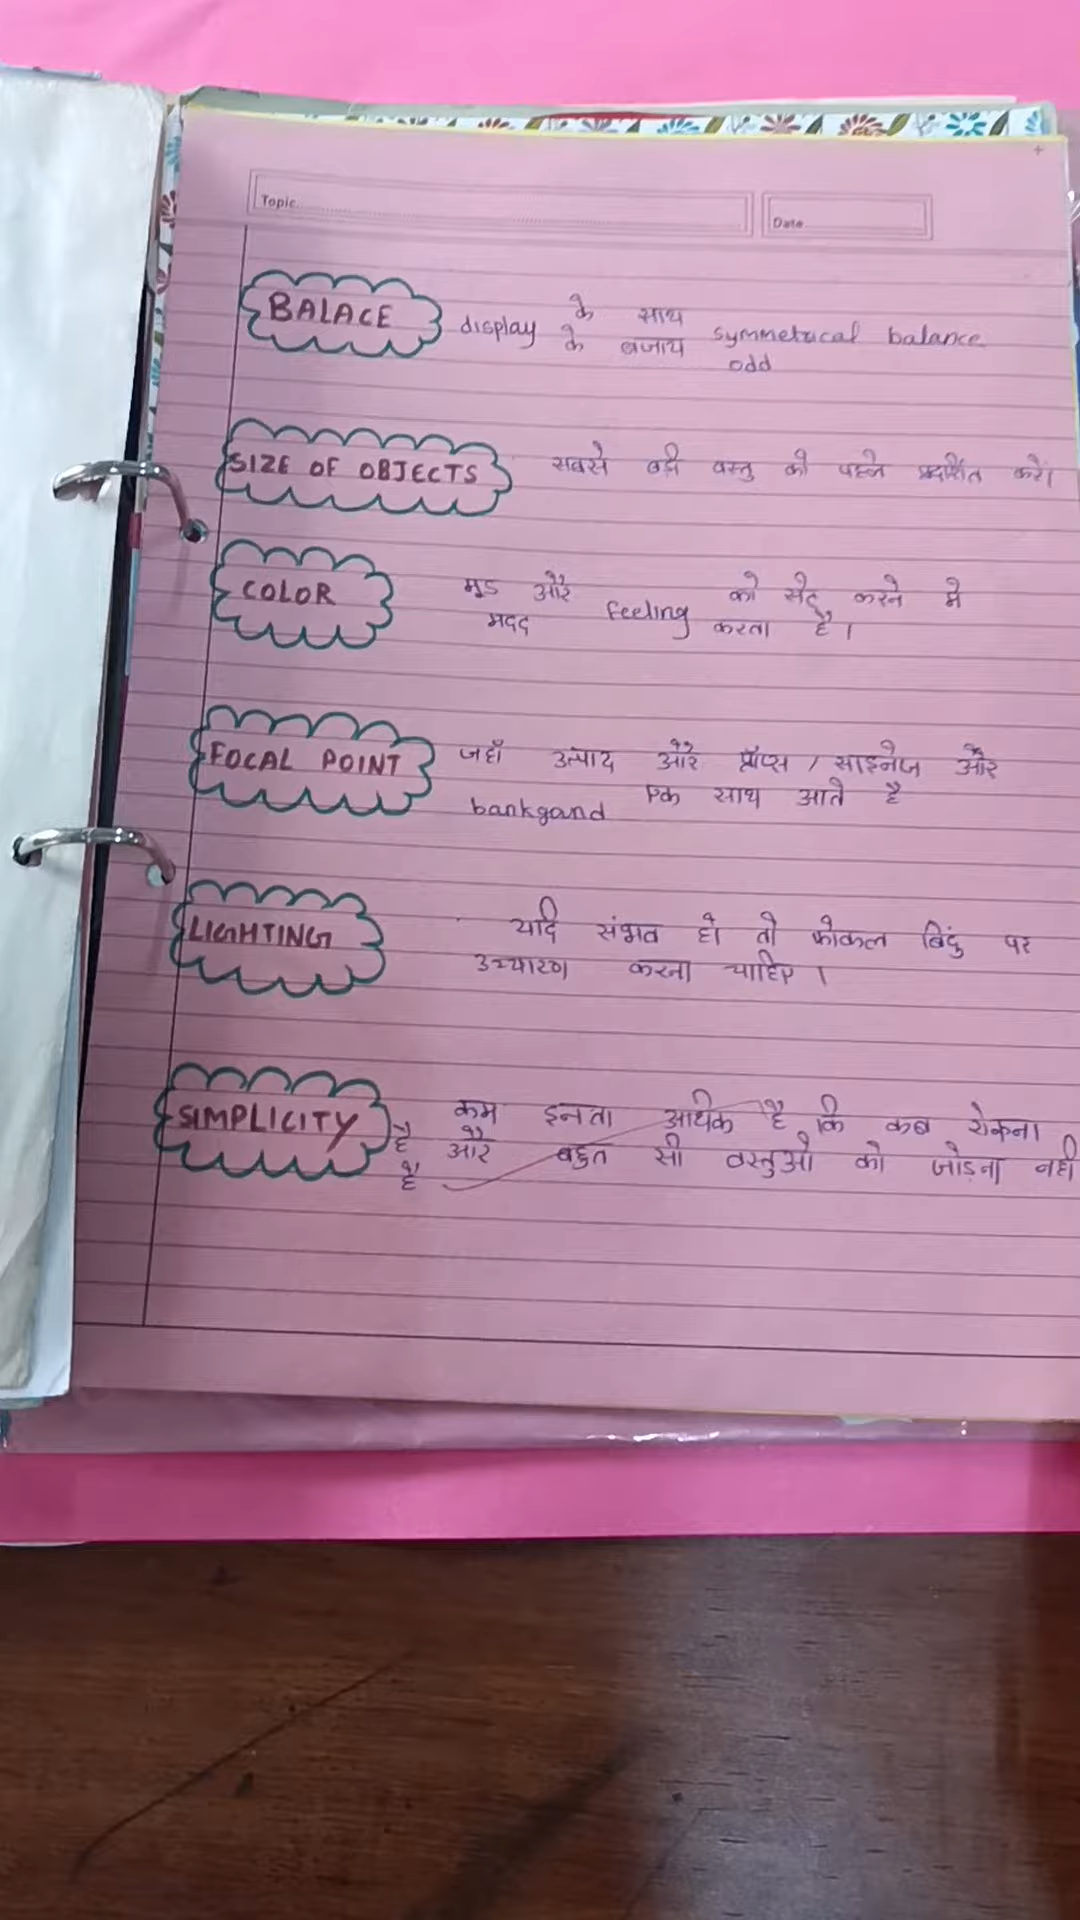 Topic
Date
BALACE
के साथ
display के बजाय symmetrical balance
odd
SIZE OF OBJECTS
सबसे बड़ी वस्तु को पहले प्रदर्शित करें।
COLOR
मुड और feeling को सेट करने मे
मदद करता है।
FOCAL POINT
जहाँ उत्पाद और प्रॉप्स / साइनेज और
bankgand एक साथ आते है
LIGHTING
यदि संभव हो तो फोकल बिंदु पर
उच्चारण करना चाहिए।
SIMPLICITY
कम इनता अधिक है कि कब रोकना
है और बहुत सी वस्तुओ को जोड़ना नही
है